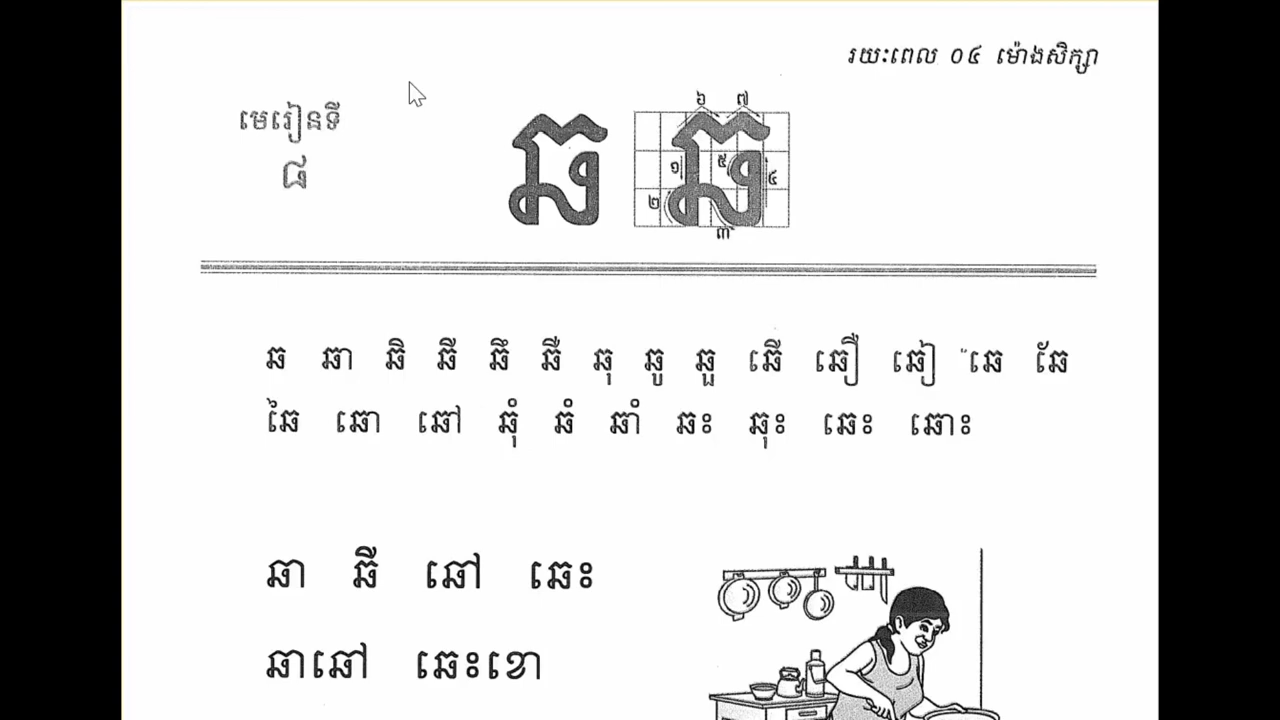 រយៈពេល ០៤ ម៉ោងសិក្សា
មេរៀនទី
៨
ឆ ឆ
៦ ៧
១ ៥ ៤
២
៣
ឆ ឆា ឆិ ឆី ឆឹ ឆឺ ឆុ ឆូ ឆួ ឆើ ឆឿ ឆៀ ឆេ ឆែ
ឆៃ ឆោ ឆៅ ឆុំ ឆំ ឆាំ ឆះ ឆុះ ឆេះ ឆោះ
ឆា ឆី ឆៅ ឆេះ
ឆាឆៅ ឆេះខោ